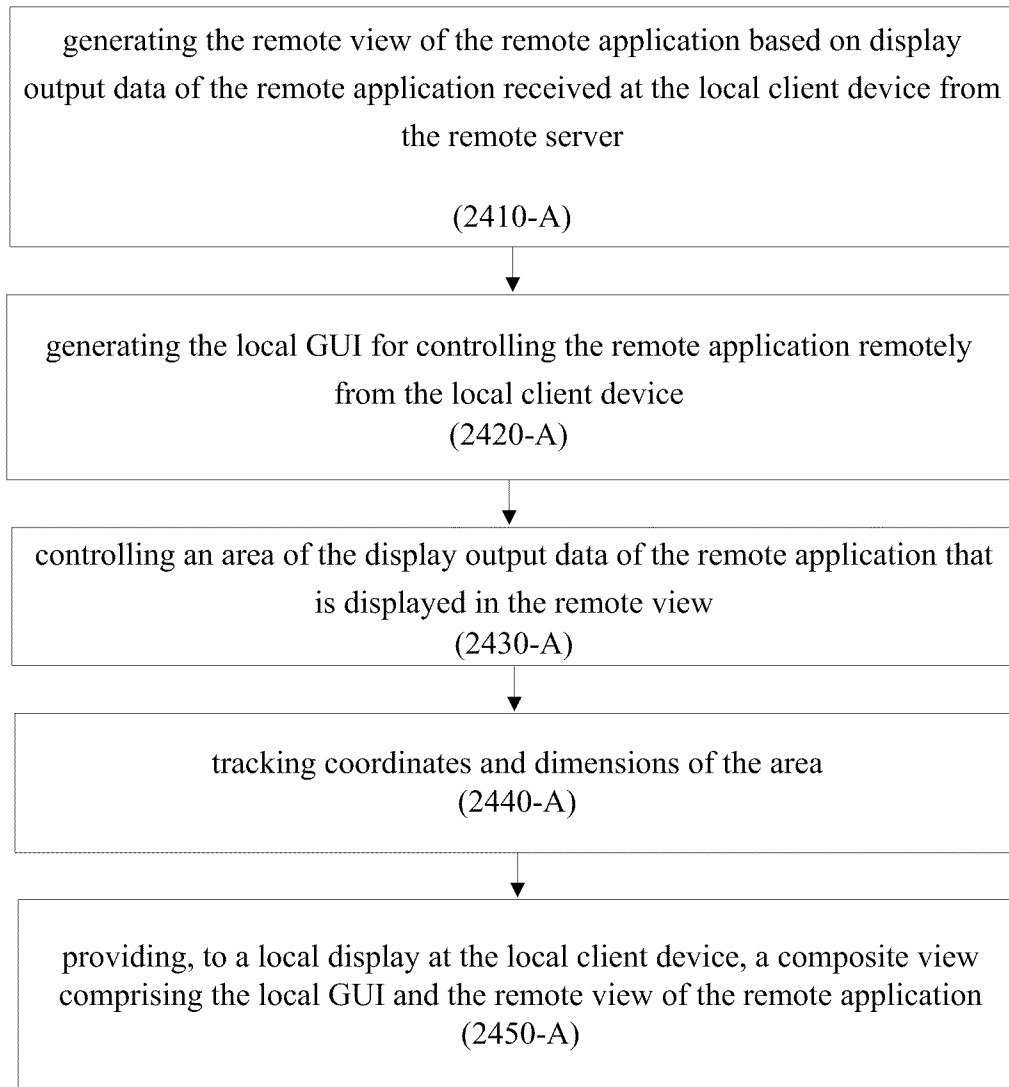 generating the remote view of the remote application based on display
output data of the remote application received at the local client device from
the remote server
(2410-A)
generating the local GUI for controlling the remote application remotely
from the local client device
(2420-A)
controlling an area of the display output data of the remote application that
is displayed in the remote view
(2430-A)
tracking coordinates and dimensions of the area
(2440-A)
providing, to a local display at the local client device, a composite view
comprising the local GUI and the remote view of the remote application
(2450-A)